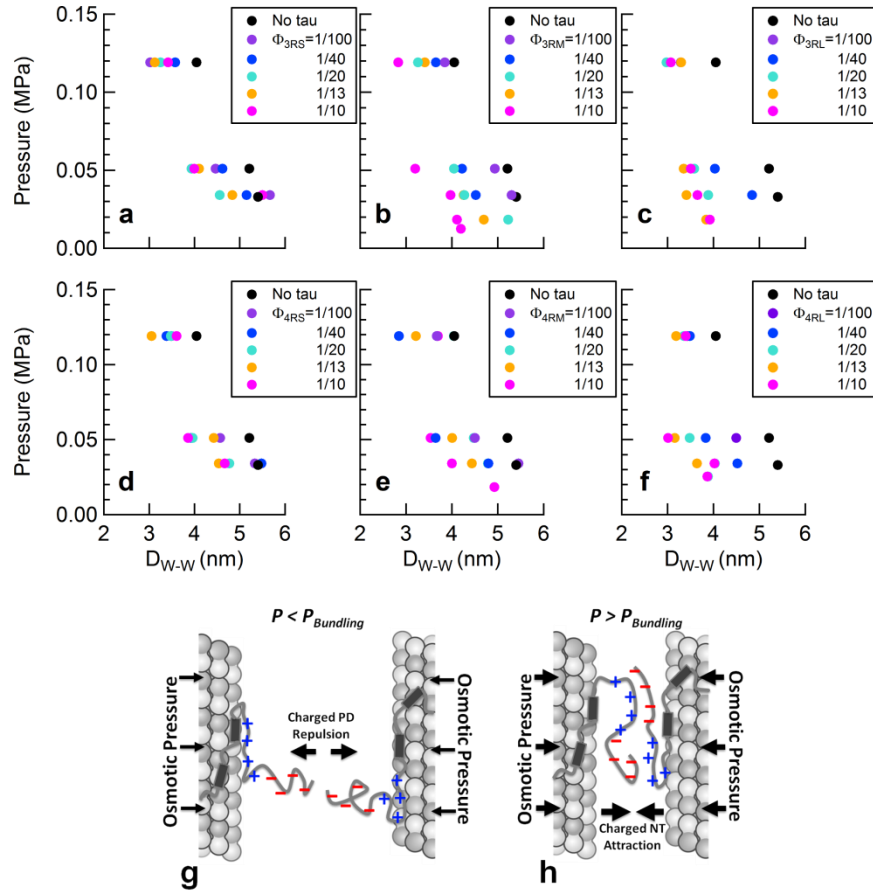 0.15
0.10
0.05
0.00
Pressure (MPa)
No tau
Φ3RS=1/100
1/40
1/20
1/13
1/10
a
No tau
Φ3RM=1/100
1/40
1/20
1/13
1/10
b
No tau
Φ3RL=1/100
1/40
1/20
1/13
1/10
c
0.15
0.10
0.05
0.00
Pressure (MPa)
No tau
Φ4RS=1/100
1/40
1/20
1/13
1/10
d
No tau
Φ4RM=1/100
1/40
1/20
1/13
1/10
e
No tau
Φ4RL=1/100
1/40
1/20
1/13
1/10
f
2 3 4 5 6
2 3 4 5 6
2 3 4 5 6
DW-W (nm)
DW-W (nm)
DW-W (nm)
P < PBundling
Osmotic Pressure
Charged PD
Repulsion
Osmotic Pressure
g
P > PBundling
Osmotic Pressure
Charged NT
Attraction
Osmotic Pressure
h